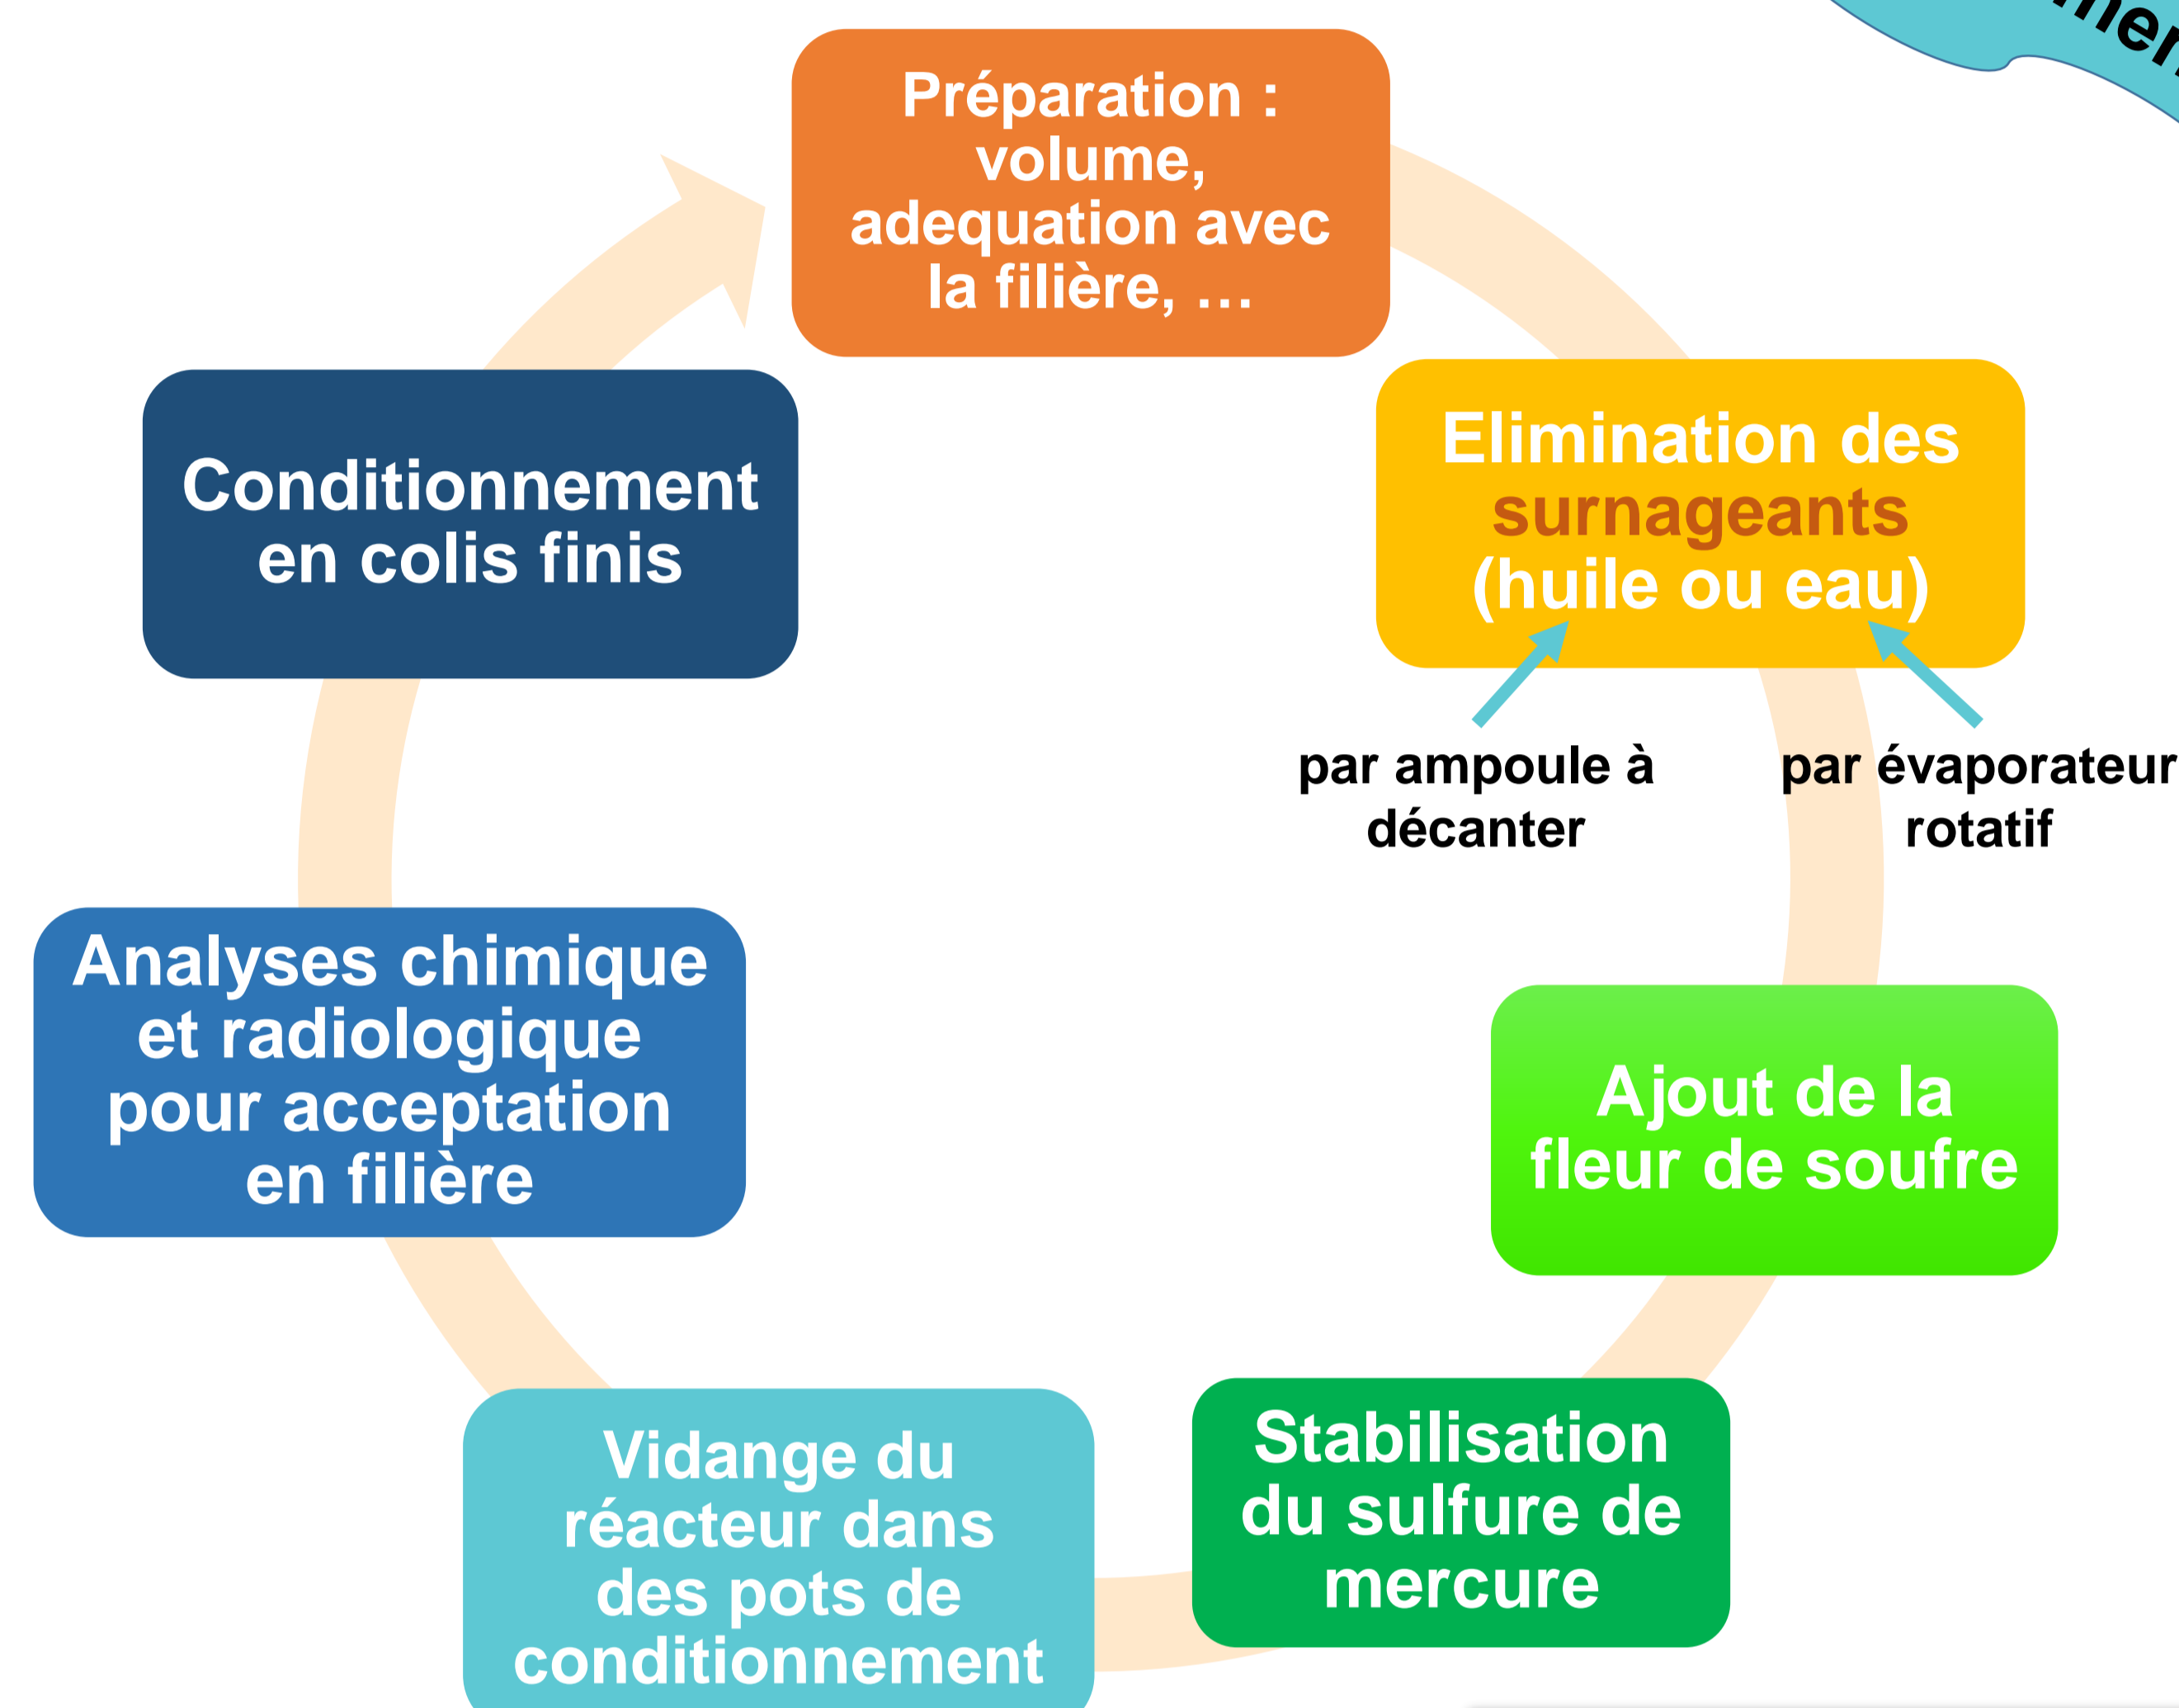 Préparation :
volume,
adequation avec
la filière, ...
Elimination des
surnageants
(huile ou eau)
par ampoule à
décanter
par évaporateur
rotatif
Ajout de la
fleur de soufre
Stabilisation
du sulfure de
mercure
Vidange du
réacteur dans
des pots de
conditionnement
Analyses chimique
et radiologique
pour acceptation
en filière
Conditionnement
en colis finis